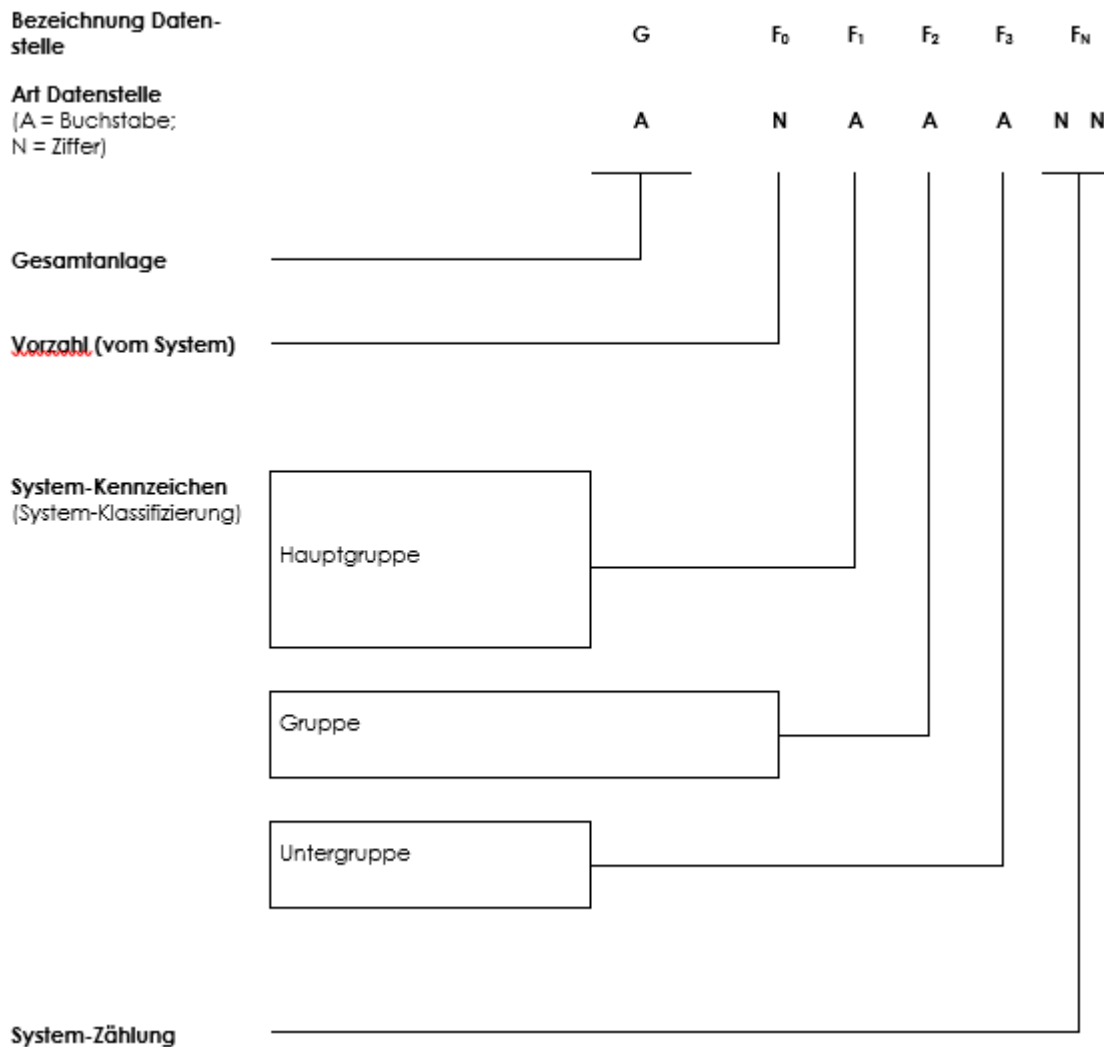 Bezeichnung Daten-
stelle
G F₀ F₁ F₂ F₃ F_N
Art Datenstelle
(A = Buchstabe;
N = Ziffer)
A N A A A N N
Gesamtanlage
Vorzahl (vom System)
System-Kennzeichen
(System-Klassifizierung)
Hauptgruppe
Gruppe
Untergruppe
System-Zählung